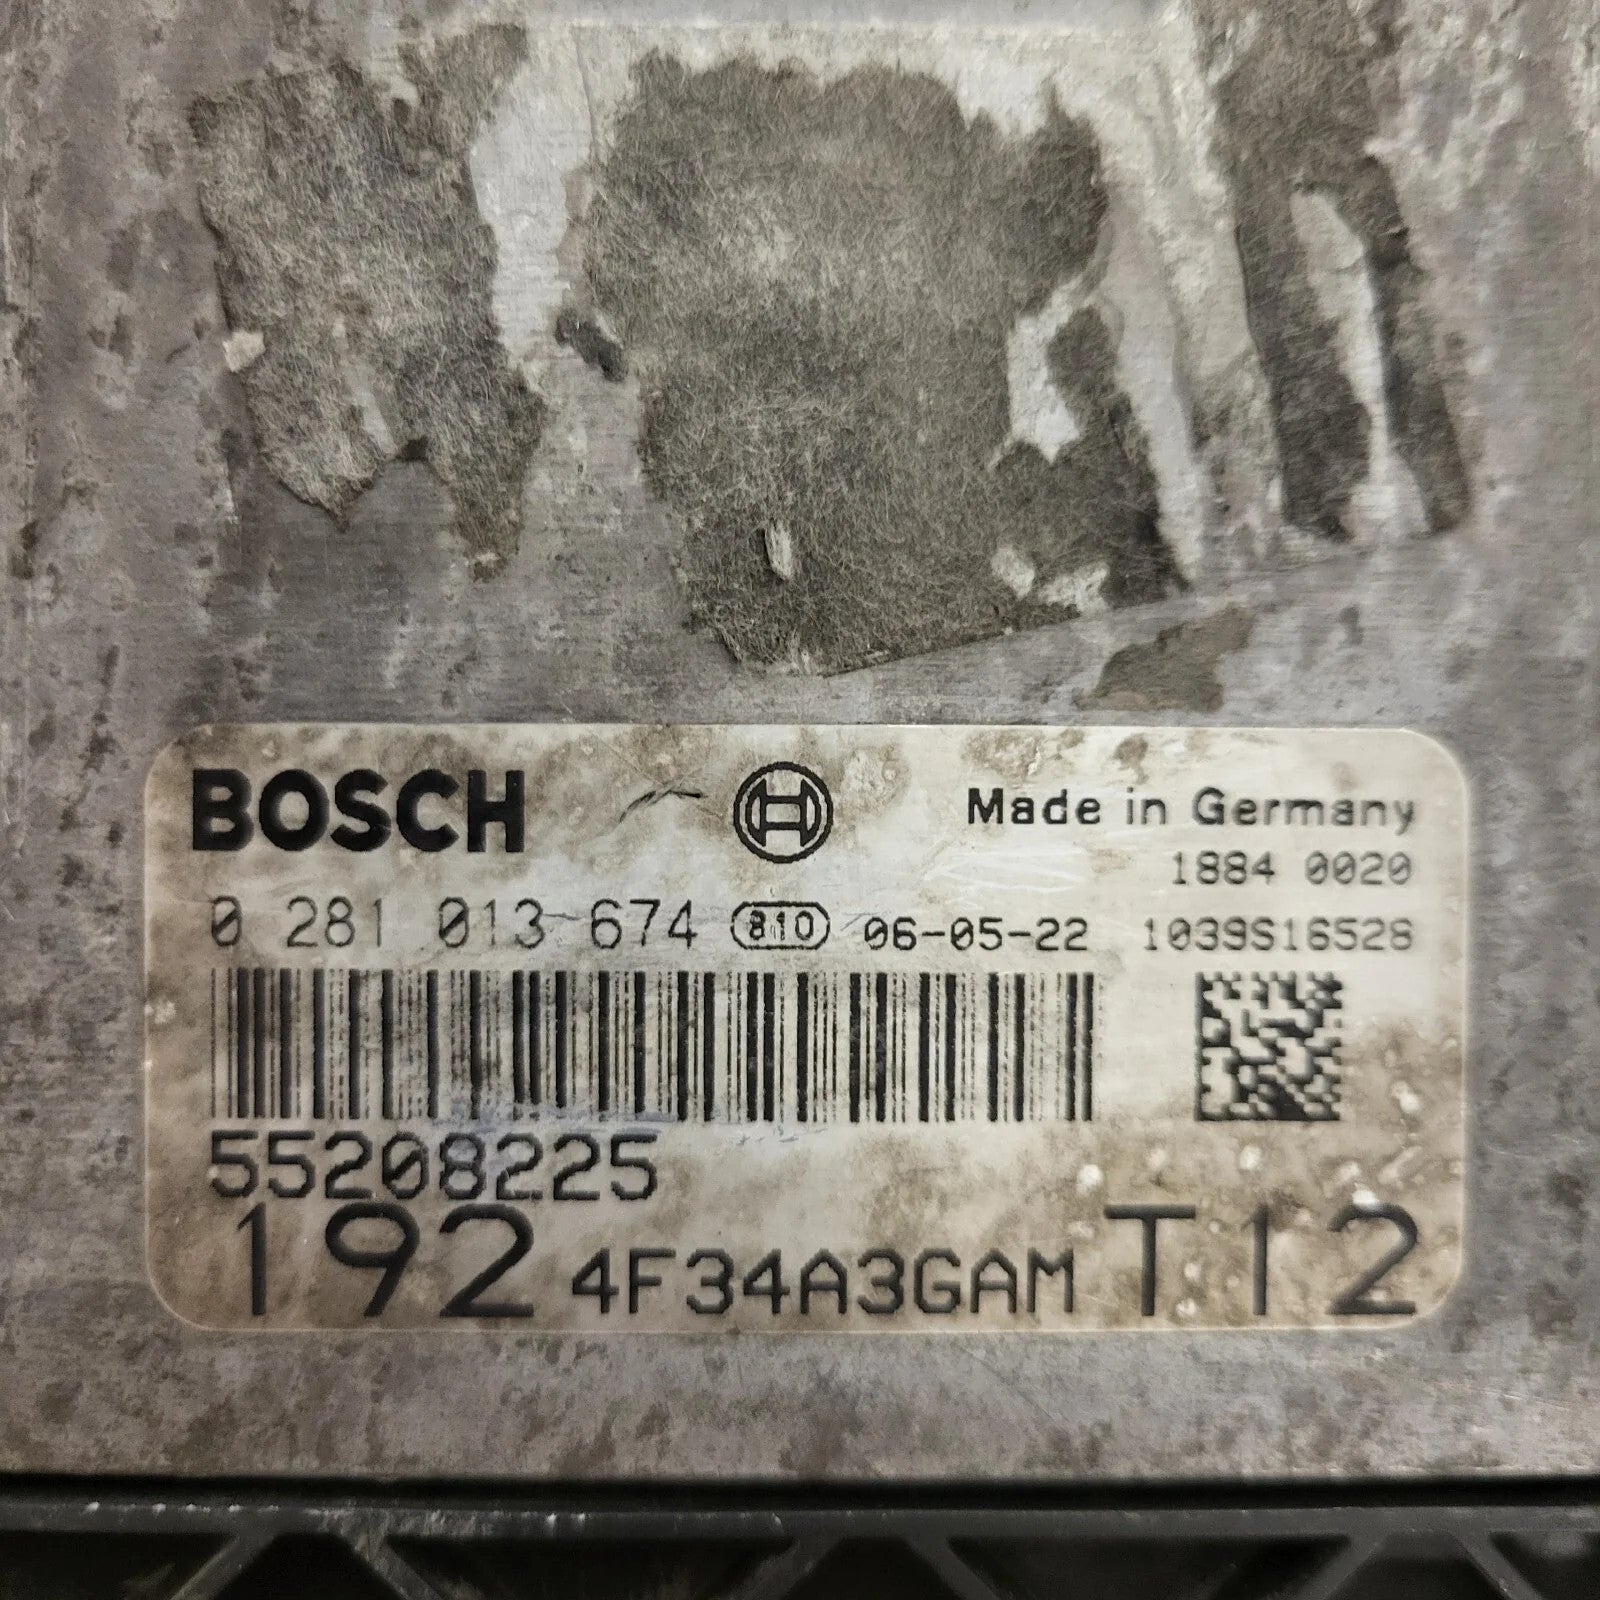 BOSCH
Made in Germany
1884 0020
0 281 013 674 810 06-05-22 1039S16528
55208225
192 4F34A3GAM T12